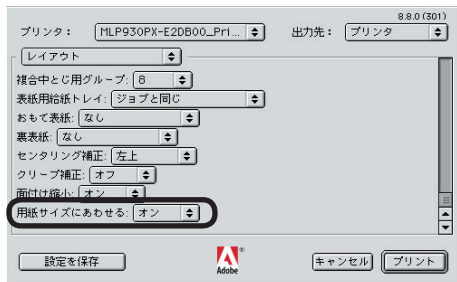 8.8.0 (301)
プリンタ： MLP930PX-E2DB00_Pri... 出力先： プリンタ
レイアウト
複合中とじ用グループ: 8
表紙用給紙トレイ: ジョブと同じ
おもて表紙: なし
裏表紙: なし
センタリング補正: 左上
クリープ補正: オフ
面付け縮小: オン
用紙サイズにあわせる: オン
設定を保存 Adobe キャンセル プリント